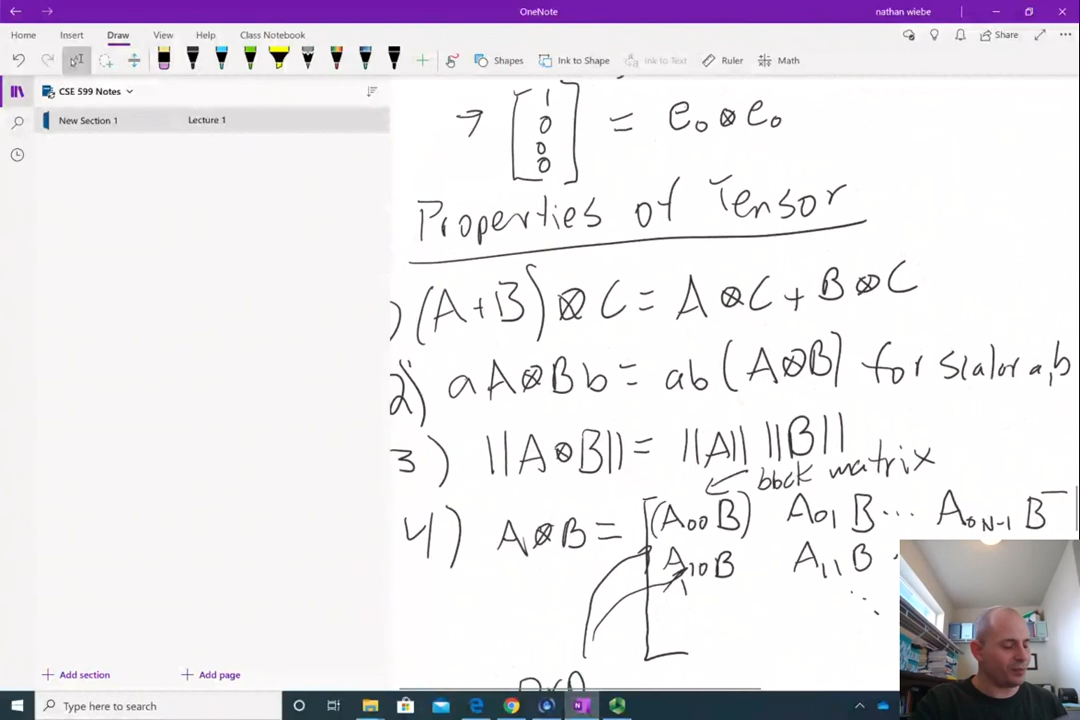 OneNote
nathan wiebe
Home Insert Draw View Help Class Notebook
Share
Shapes Ink to Shape Ink to Text Ruler Math
CSE 599 Notes
New Section 1 Lecture 1
→ [1 0 0 0] = e₀⊗e₀
Properties of Tensor
) (A+B)⊗C = A⊗C + B⊗C
2) aA⊗Bb = ab(A⊗B) for scalar a,b
3) ||A⊗B|| = ||A|| ||B||
block matrix
4) A⊗B = [(A₀₀B) A₀₁B ... A₀N-1 B
A₁₀B A₁₁B
⋱
Add section Add page
Type here to search